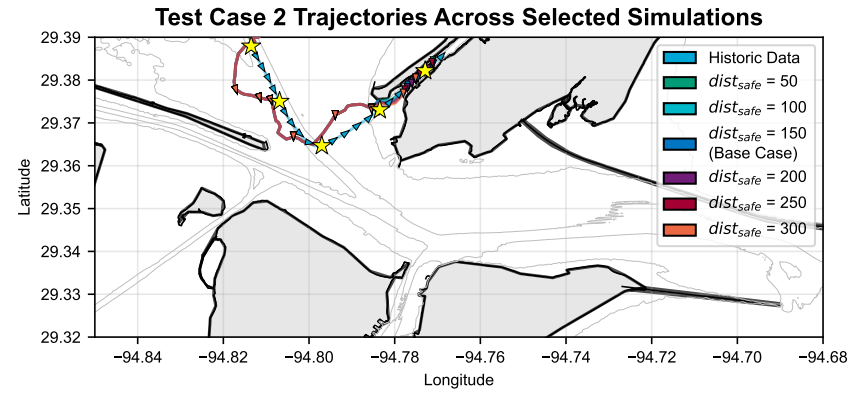 Test Case 2 Trajectories Across Selected Simulations
29.39
29.38
29.37
29.36
29.35
29.34
29.33
29.32
Latitude
−94.84
−94.82
−94.80
−94.78
−94.76
−94.74
−94.72
−94.70
−94.68
Longitude
Historic Data
dist_safe = 50
dist_safe = 100
dist_safe = 150
(Base Case)
dist_safe = 200
dist_safe = 250
dist_safe = 300